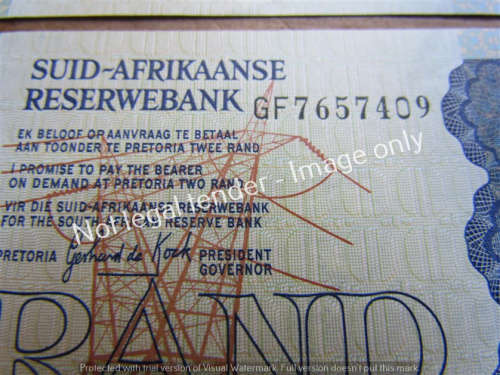 SUID-AFRIKAANSE
RESERWEBANK GF7657409
EK BELOOF OP AANVRAAG TE BETAAL
AAN TOONDER TE PRETORIA TWEE RAND
I PROMISE TO PAY THE BEARER
ON DEMAND AT PRETORIA TWO RAND
VIR DIE SUID-AFRIKAANSE RESERWEBANK
FOR THE SOUTH AFRICAN RESERVE BANK
Not legal tender - Image only
PRETORIA Gerhard de Kock PRESIDENT
GOVERNOR
RAND
Protected with trial version of Visual Watermark. Full version doesn't put this mark.